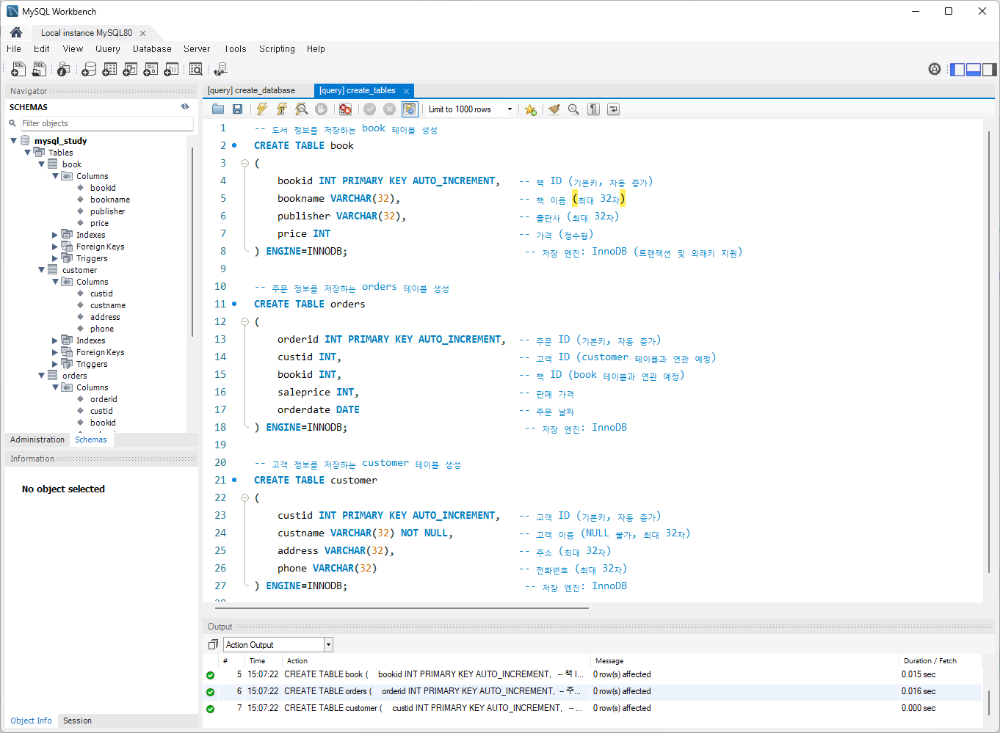 MySQL Workbench
Local instance MySQL80
File Edit View Query Database Server Tools Scripting Help
Navigator
SCHEMAS
Filter objects
mysql_study
Tables
book
Columns
bookid
bookname
publisher
price
Indexes
Foreign Keys
Triggers
customer
Columns
custid
custname
address
phone
Indexes
Foreign Keys
Triggers
orders
Columns
orderid
custid
bookid
Administration Schemas
Information
No object selected
Object Info Session
[query] create_database [query] create_tables
Limit to 1000 rows
1 -- 도서 정보를 저장하는 book 테이블 생성
2 CREATE TABLE book
3 (
4 bookid INT PRIMARY KEY AUTO_INCREMENT, -- 책 ID (기본키, 자동 증가)
5 bookname VARCHAR(32), -- 책 이름 (최대 32자)
6 publisher VARCHAR(32), -- 출판사 (최대 32자)
7 price INT -- 가격 (정수형)
8 ) ENGINE=INNODB; -- 저장 엔진: InnoDB (트랜잭션 및 외래키 지원)
9
10 -- 주문 정보를 저장하는 orders 테이블 생성
11 CREATE TABLE orders
12 (
13 orderid INT PRIMARY KEY AUTO_INCREMENT, -- 주문 ID (기본키, 자동 증가)
14 custid INT, -- 고객 ID (customer 테이블과 연관 예정)
15 bookid INT, -- 책 ID (book 테이블과 연관 예정)
16 saleprice INT, -- 판매 가격
17 orderdate DATE -- 주문 날짜
18 ) ENGINE=INNODB; -- 저장 엔진: InnoDB
19
20 -- 고객 정보를 저장하는 customer 테이블 생성
21 CREATE TABLE customer
22 (
23 custid INT PRIMARY KEY AUTO_INCREMENT, -- 고객 ID (기본키, 자동 증가)
24 custname VARCHAR(32) NOT NULL, -- 고객 이름 (NULL 불가, 최대 32자)
25 address VARCHAR(32), -- 주소 (최대 32자)
26 phone VARCHAR(32) -- 전화번호 (최대 32자)
27 ) ENGINE=INNODB; -- 저장 엔진: InnoDB
Output
Action Output
# Time Action Message Duration / Fetch
5 15:07:22 CREATE TABLE book ( bookid INT PRIMARY KEY AUTO_INCREMENT, -- 책 I... 0 row(s) affected 0.015 sec
6 15:07:22 CREATE TABLE orders ( orderid INT PRIMARY KEY AUTO_INCREMENT, -- 주... 0 row(s) affected 0.016 sec
7 15:07:22 CREATE TABLE customer ( custid INT PRIMARY KEY AUTO_INCREMENT, -- ... 0 row(s) affected 0.000 sec